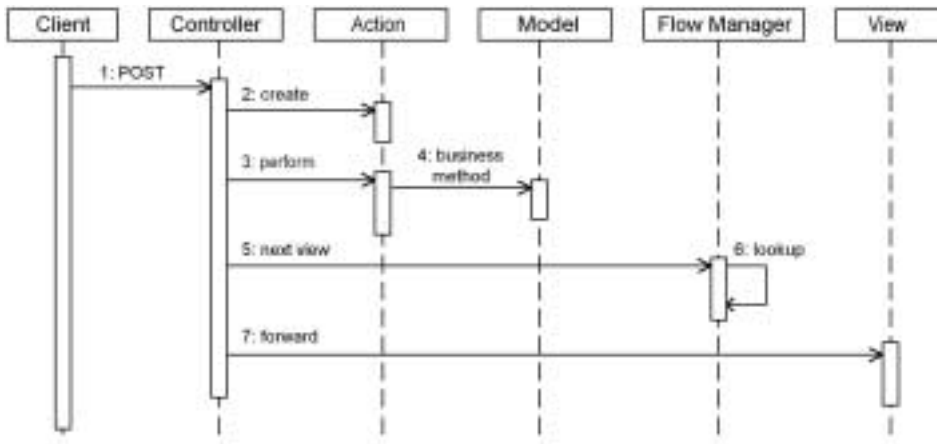 Client
Controller
Action
Model
Flow Manager
View
1: POST
2: create
3: perform
4: business
method
5: next view
6: lookup
7: forward